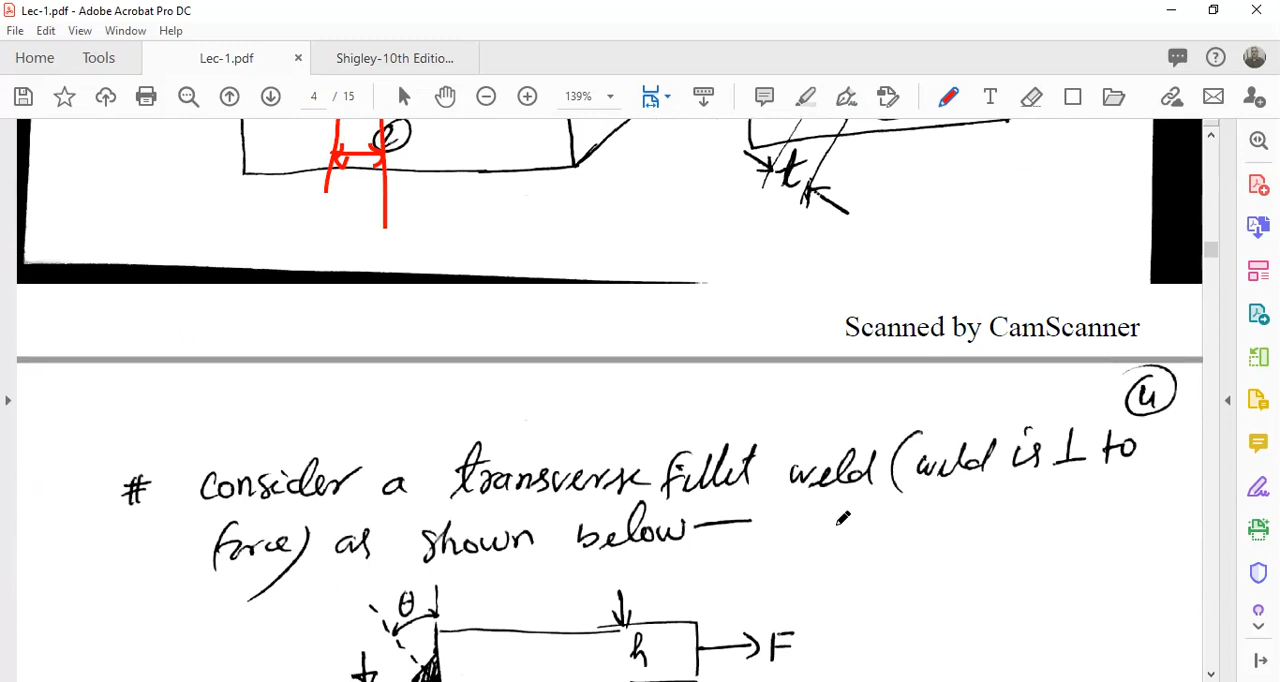 Lec-1.pdf - Adobe Acrobat Pro DC
File Edit View Window Help
Home Tools Lec-1.pdf × Shigley-10th Editio...
4 / 15 139%
2
t
Scanned by CamScanner
4
# Consider a transverse fillet weld (weld is ⊥ to
force) as shown below —
θ
h F
t